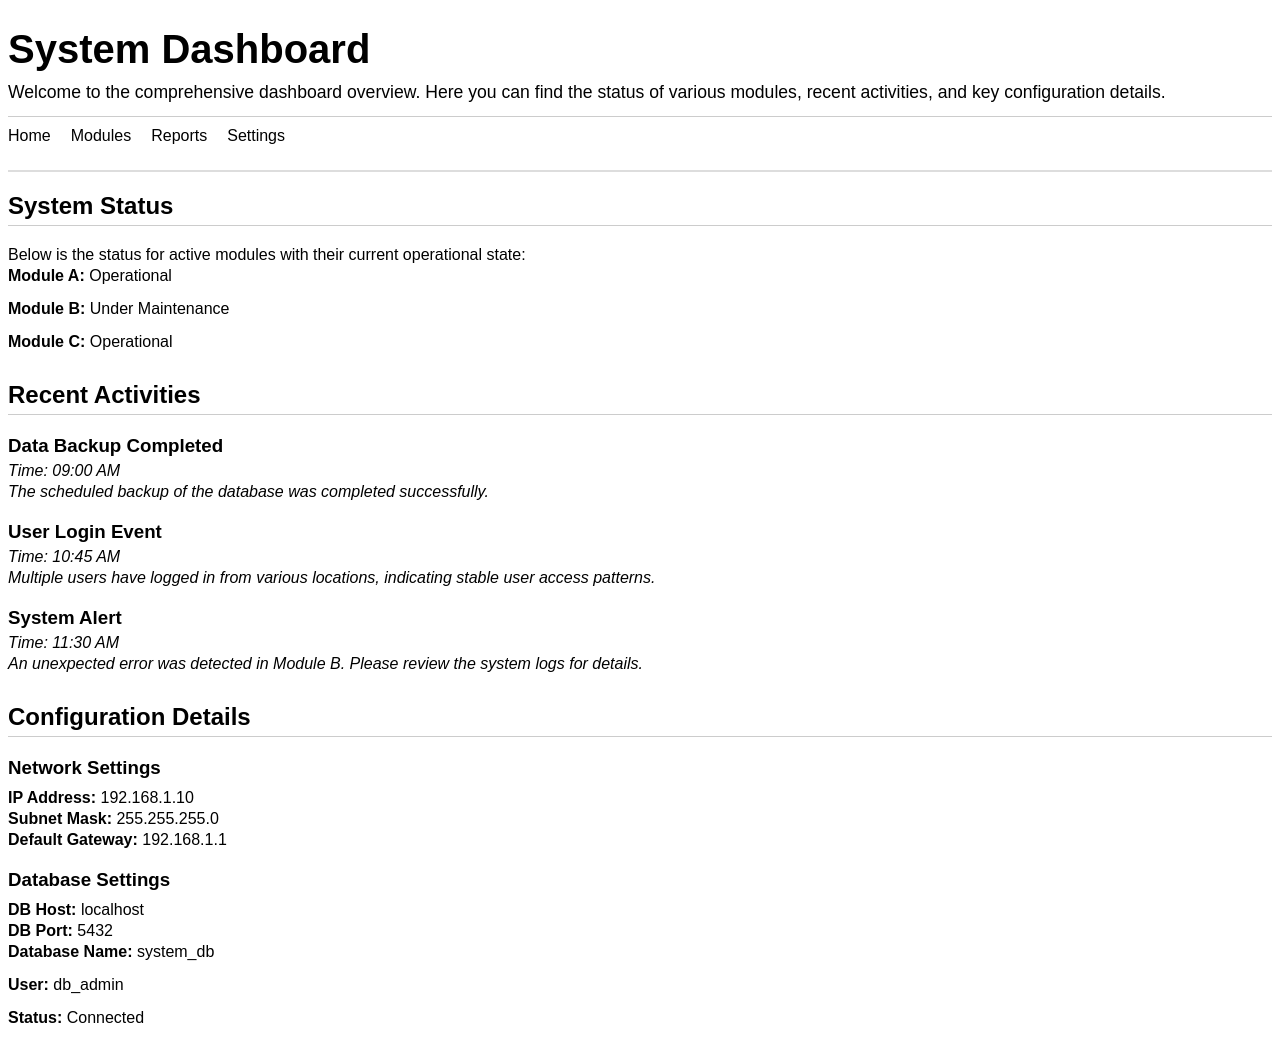 System Dashboard
Welcome to the comprehensive dashboard overview. Here you can find the status of various modules, recent activities, and key configuration details.
Home Modules Reports Settings
System Status
Below is the status for active modules with their current operational state:
Module A: Operational
Module B: Under Maintenance
Module C: Operational
Recent Activities
Data Backup Completed
Time: 09:00 AM
The scheduled backup of the database was completed successfully.
User Login Event
Time: 10:45 AM
Multiple users have logged in from various locations, indicating stable user access patterns.
System Alert
Time: 11:30 AM
An unexpected error was detected in Module B. Please review the system logs for details.
Configuration Details
Network Settings
IP Address: 192.168.1.10
Subnet Mask: 255.255.255.0
Default Gateway: 192.168.1.1
Database Settings
DB Host: localhost
DB Port: 5432
Database Name: system_db
User: db_admin
Status: Connected